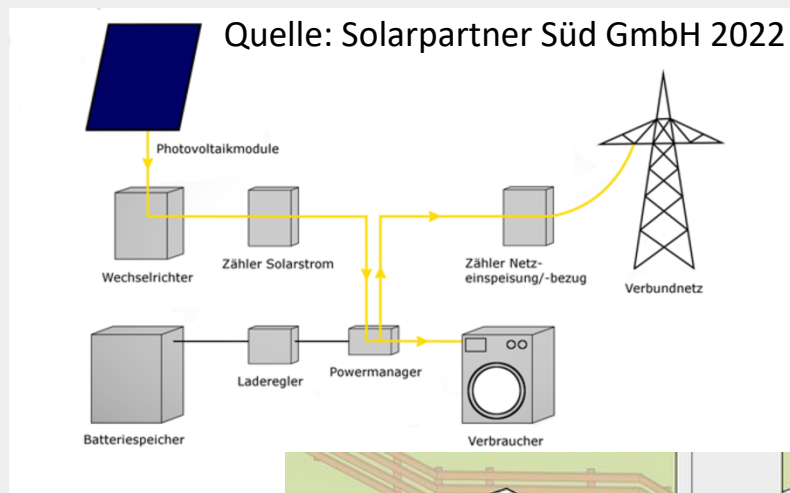 Quelle: Solarpartner Süd GmbH 2022
Photovoltaikmodule
Wechselrichter
Zähler Solarstrom
Zähler Netz-
einspeisung/-bezug
Verbundnetz
Batteriespeicher
Laderegler
Powermanager
Verbraucher